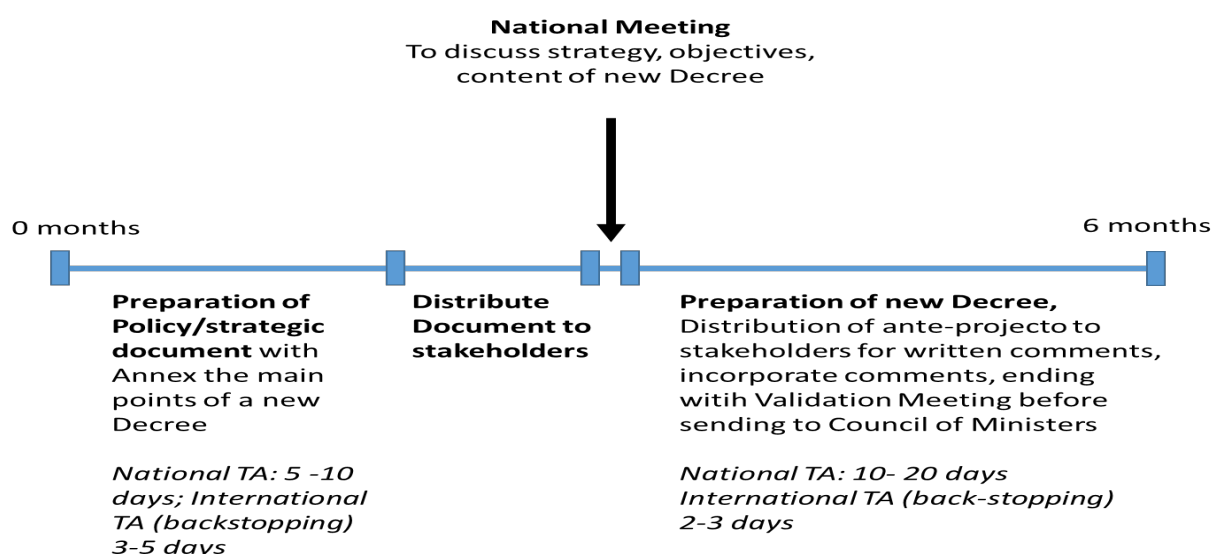 National Meeting
To discuss strategy, objectives,
content of new Decree
0 months
6 months
Preparation of
Policy/strategic
document with
Annex the main
points of a new
Decree
National TA: 5 -10
days; International
TA (backstopping)
3-5 days
Distribute
Document to
stakeholders
Preparation of new Decree,
Distribution of ante-projecto to
stakeholders for written comments,
incorporate comments, ending
witih Validation Meeting before
sending to Council of Ministers
National TA: 10- 20 days
International TA (back-stopping)
2-3 days